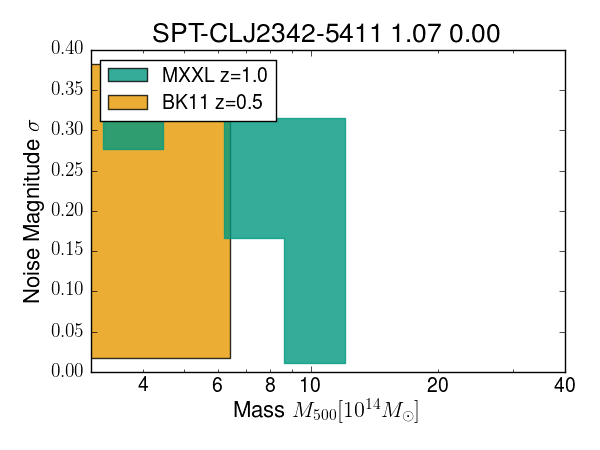 SPT-CLJ2342-5411 1.07 0.00
MXXL z=1.0
BK11 z=0.5
Noise Magnitude σ
0.40
0.35
0.30
0.25
0.20
0.15
0.10
0.05
0.00
4 6 8 10 20 40
Mass M₅₀₀[10¹⁴M☉]